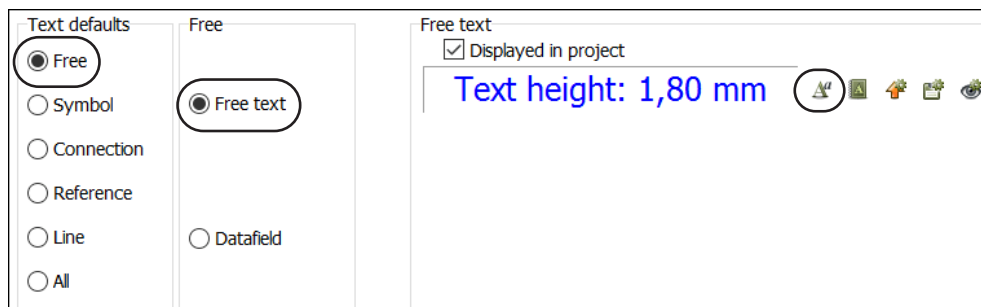 Text defaults
Free
Symbol
Connection
Reference
Line
All
Free
Free text
Datafield
Free text
Displayed in project
Text height: 1,80 mm